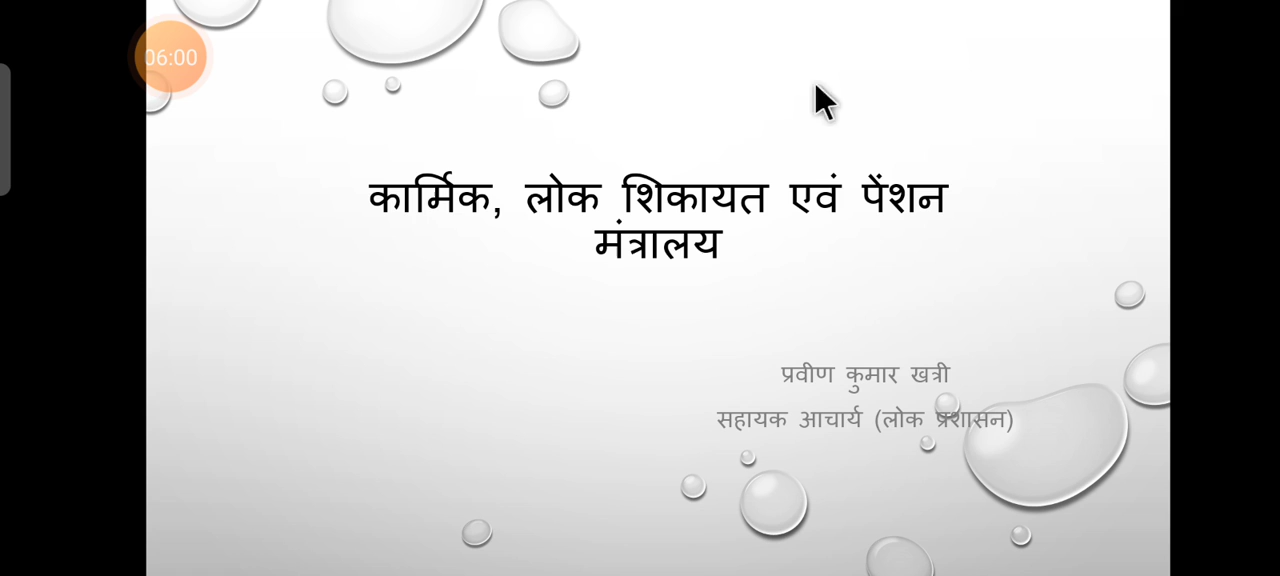 06:00
कार्मिक, लोक शिकायत एवं पेंशन
मंत्रालय
प्रवीण कुमार खत्री
सहायक आचार्य (लोक प्रशासन)